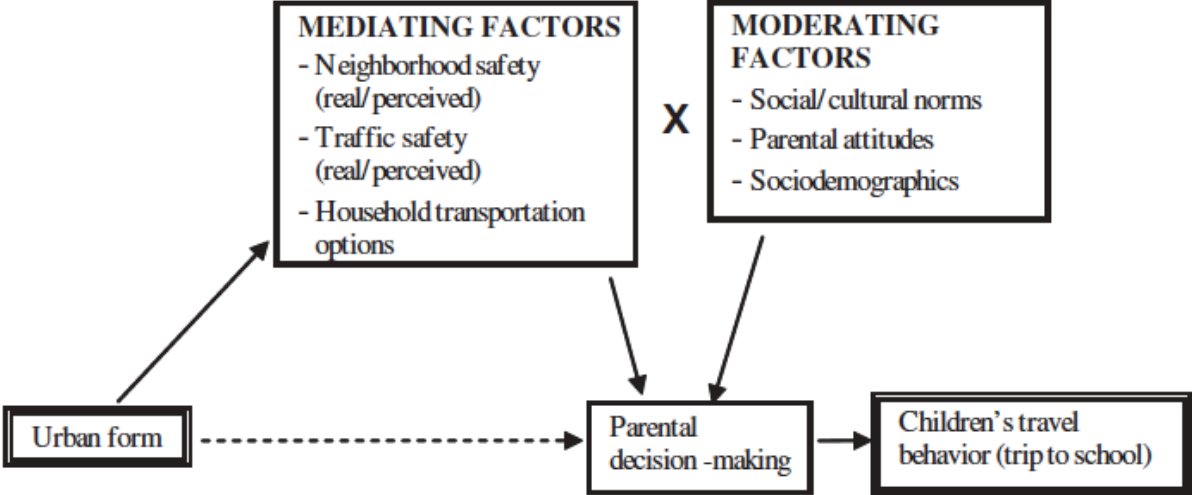 MEDIATING FACTORS
- Neighborhood safety
(real/perceived)
- Traffic safety
(real/perceived)
- Household transportation
options
X
MODERATING
FACTORS
- Social/cultural norms
- Parental attitudes
- Sociodemographics
Urban form
Parental
decision -making
Children's travel
behavior (trip to school)